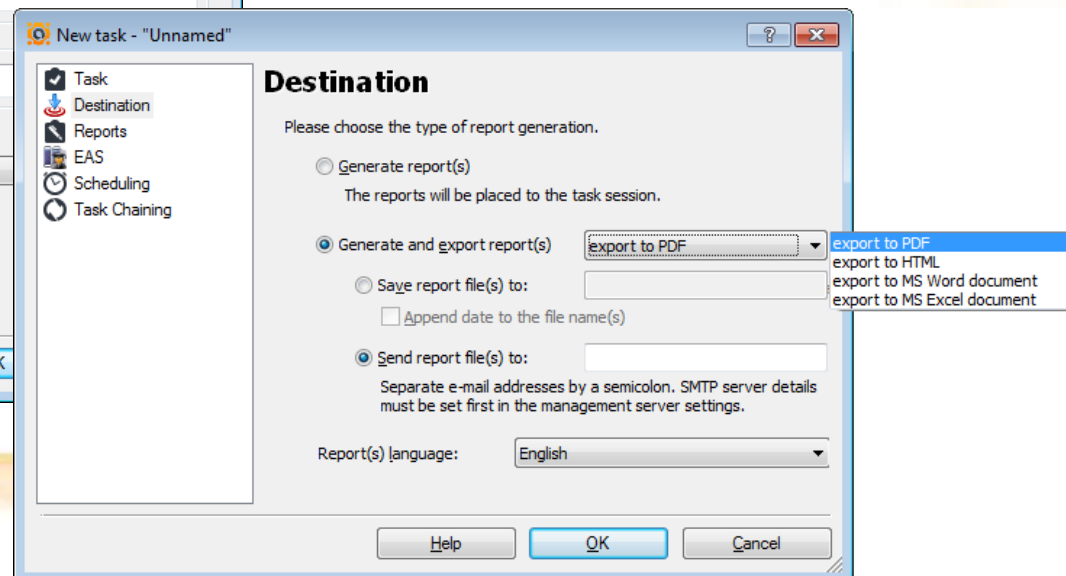 New task - "Unnamed"
Task
Destination
Reports
EAS
Scheduling
Task Chaining
Destination
Please choose the type of report generation.
Generate report(s)
The reports will be placed to the task session.
Generate and export report(s)
export to PDF
export to PDF
export to HTML
export to MS Word document
export to MS Excel document
Save report file(s) to:
Append date to the file name(s)
Send report file(s) to:
Separate e-mail addresses by a semicolon. SMTP server details
must be set first in the management server settings.
Report(s) language:
English
Help
OK
Cancel